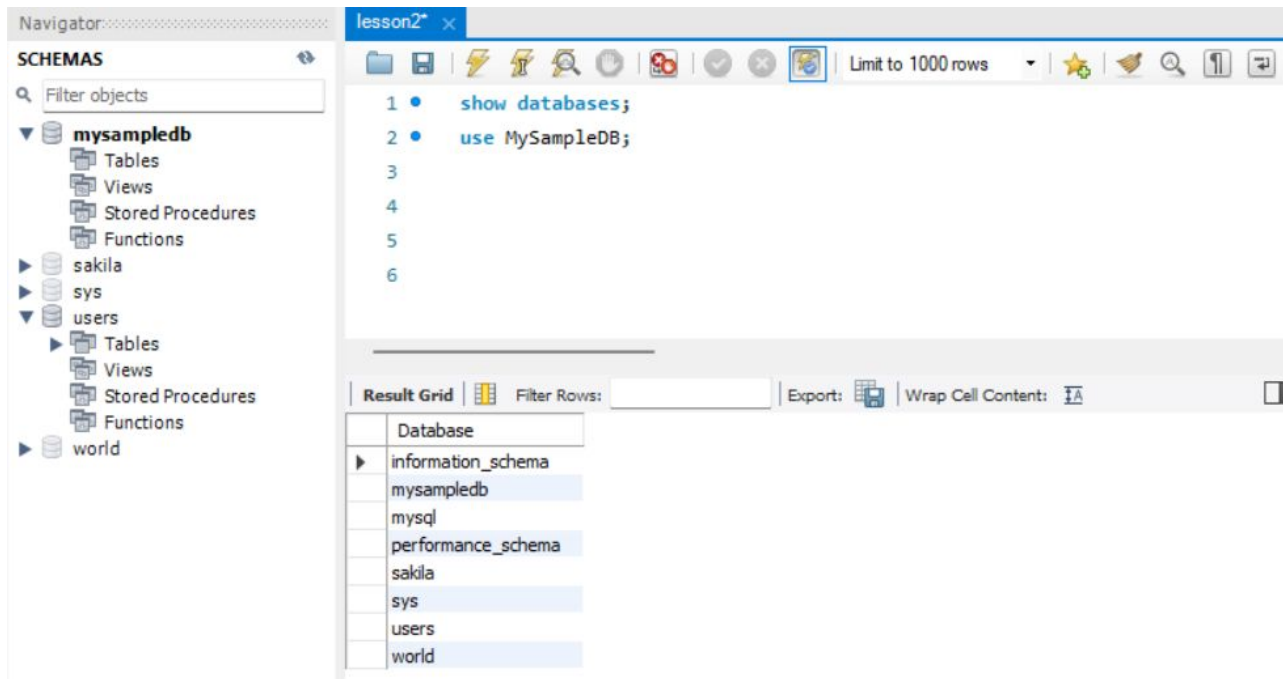 Navigator
SCHEMAS
Filter objects
mysampledb
Tables
Views
Stored Procedures
Functions
sakila
sys
users
Tables
Views
Stored Procedures
Functions
world
lesson2*
Limit to 1000 rows
1 show databases;
2 use MySampleDB;
3
4
5
6
Result Grid Filter Rows: Export: Wrap Cell Content: IA
Database
information_schema
mysampledb
mysql
performance_schema
sakila
sys
users
world